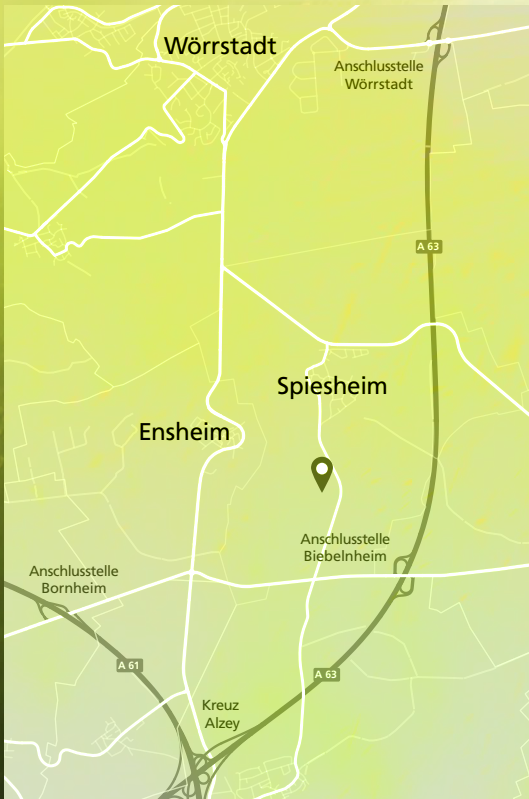 Wörrstadt
Anschlusstelle
Wörrstadt
A 63
Spiesheim
Ensheim
Anschlusstelle
Biebelnheim
Anschlusstelle
Bornheim
A 61
A 63
Kreuz
Alzey